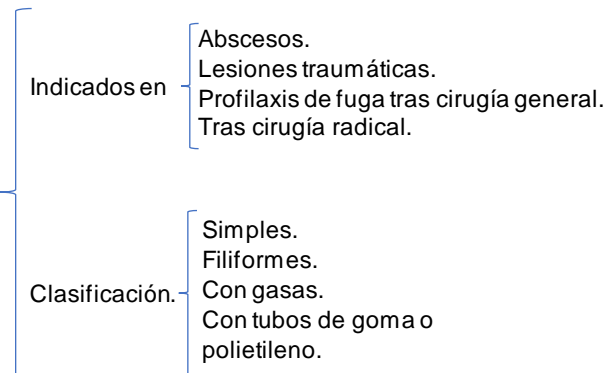 Indicados en
Abscesos.
Lesiones traumáticas.
Profilaxis de fuga tras cirugía general.
Tras cirugía radical.
Clasificación.
Simples.
Filiformes.
Con gasas.
Con tubos de goma o
polietileno.